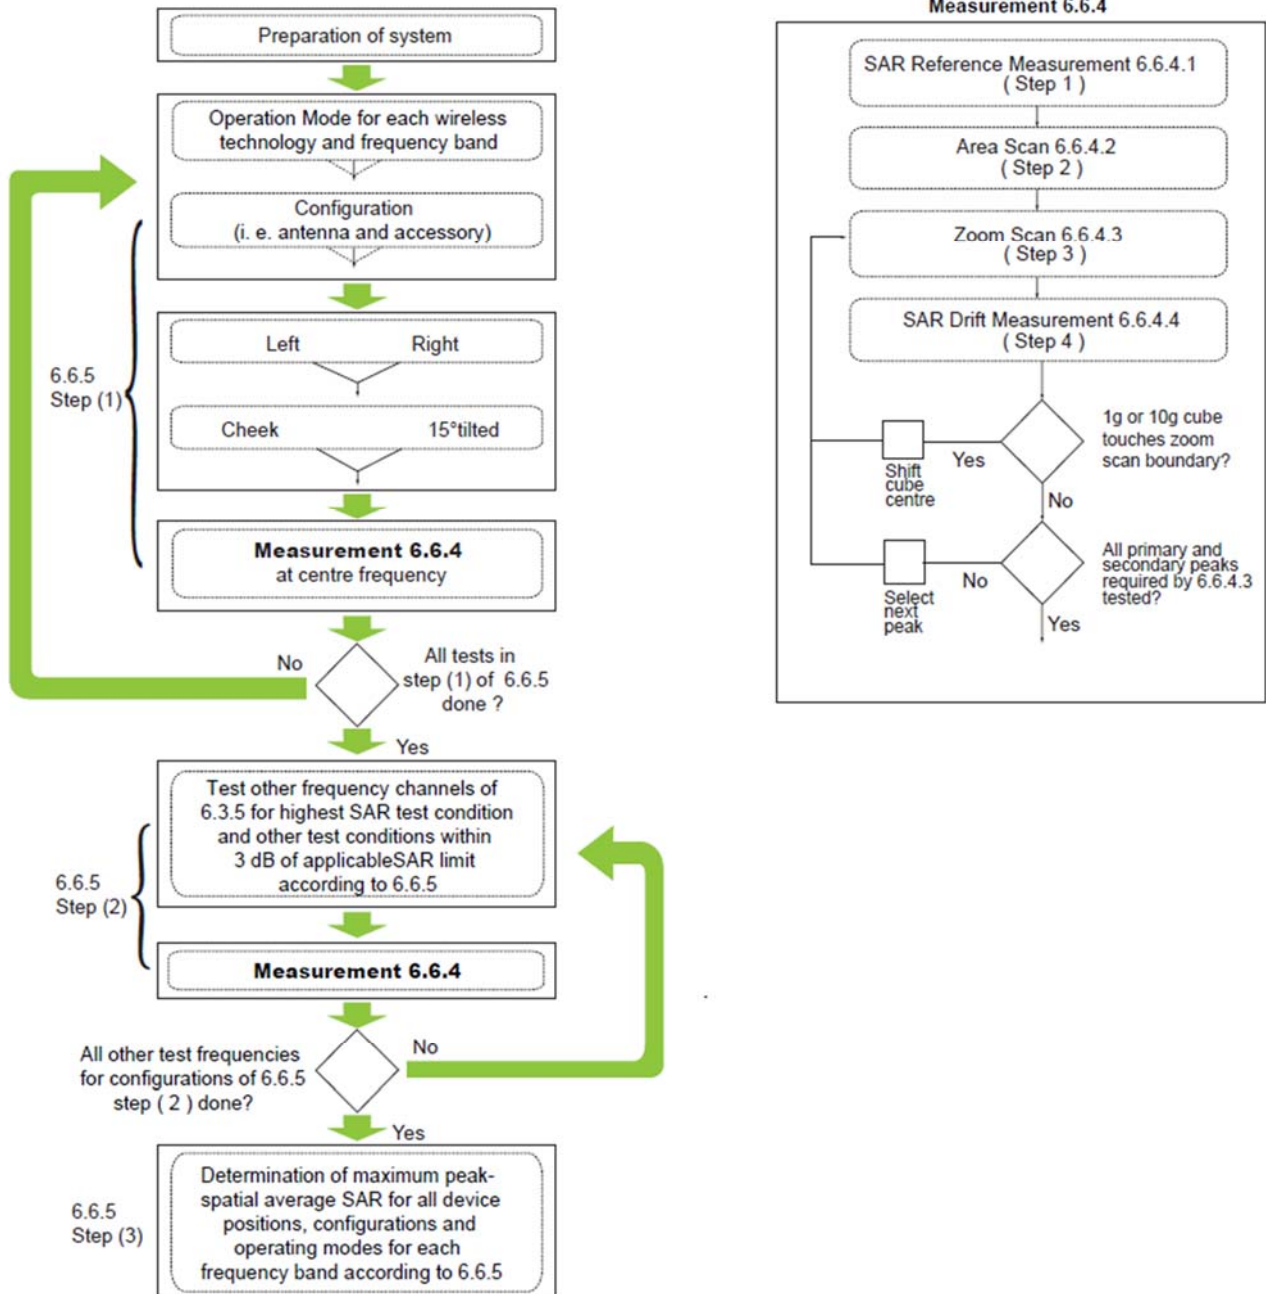 Preparation of system
Operation Mode for each wireless
technology and frequency band
Configuration
(i. e. antenna and accessory)
6.6.5
Step (1)
Left Right
Cheek 15°tilted
Measurement 6.6.4
at centre frequency
No
All tests in
step (1) of 6.6.5
done ?
Yes
Test other frequency channels of
6.3.5 for highest SAR test condition
and other test conditions within
3 dB of applicableSAR limit
according to 6.6.5
6.6.5
Step (2)
Measurement 6.6.4
All other test frequencies
for configurations of 6.6.5
step ( 2 ) done?
No
Yes
6.6.5
Step (3)
Determination of maximum peak-
spatial average SAR for all device
positions, configurations and
operating modes for each
frequency band according to 6.6.5
Measurement 6.6.4
SAR Reference Measurement 6.6.4.1
( Step 1 )
Area Scan 6.6.4.2
( Step 2 )
Zoom Scan 6.6.4.3
( Step 3 )
SAR Drift Measurement 6.6.4.4
( Step 4 )
1g or 10g cube
touches zoom
scan boundary?
Yes
Shift
cube
centre
No
All primary and
secondary peaks
required by 6.6.4.3
tested?
No
Select
next
peak
Yes